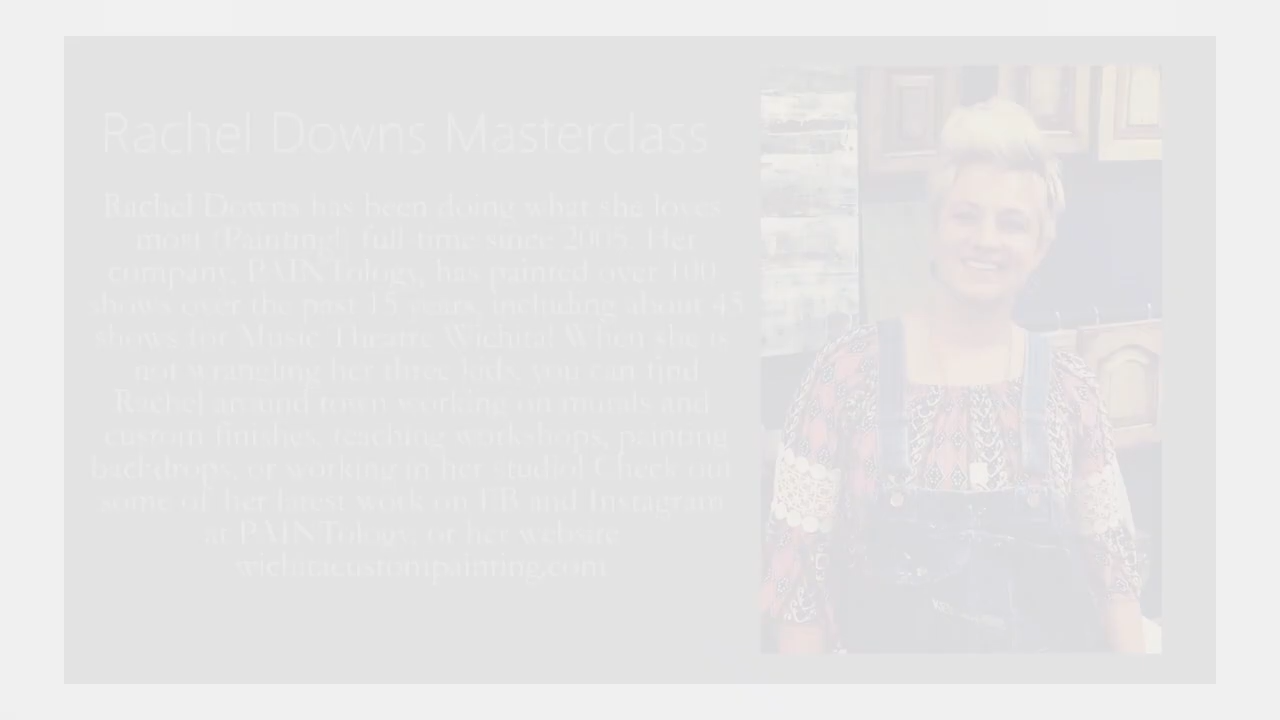 Rachel Downs Masterclass
Rachel Downs has been doing what she loves
most (Painting!) full-time since 2005. Her
company, PAINTology, has painted over 100
shows over the past 15 years, including about 45
shows for Music Theatre Wichita! When she is
not wrangling her three kids, you can find
Rachel around town working on murals and
custom finishes, teaching workshops, painting
backdrops, or working in her studio! Check out
some of her latest work on FB and Instagram
at PAINTology, or her website
wichitacustompainting.com